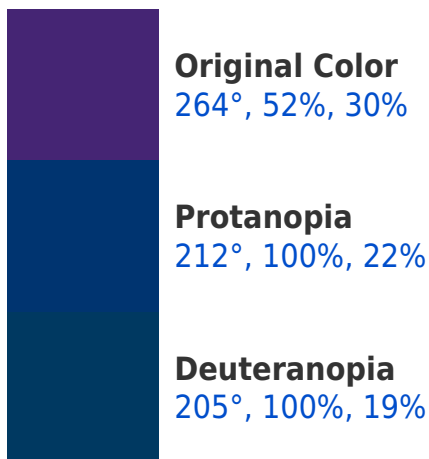 Original Color
264°, 52%, 30%
Protanopia
212°, 100%, 22%
Deuteranopia
205°, 100%, 19%